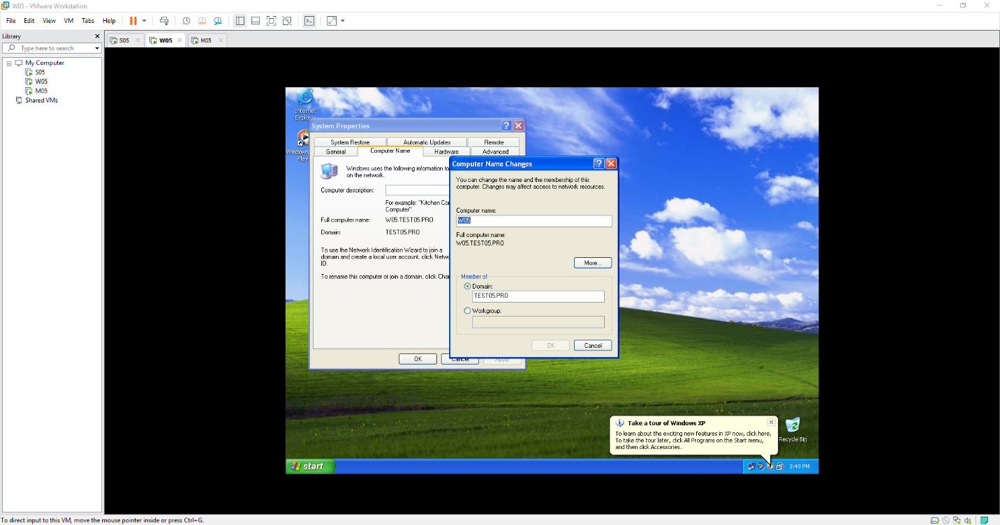 W05 - VMware Workstation
File Edit View VM Tabs Help
Library
Type here to search
My Computer
S05
W05
M05
Shared VMs
S05 W05 M05
Internet
Explorer
Windows
Play
System Properties
System Restore Automatic Updates Remote
General Computer Name Hardware Advanced
Windows uses the following information to
on the network.
Computer description:
For example: "Kitchen Co
Computer".
Full computer name: W05.TEST05.PRO
Domain: TEST05.PRO
To use the Network Identification Wizard to join a
domain and create a local user account, click Netwo
ID.
To rename this computer or join a domain, click Cha
OK Cancel Apply
Computer Name Changes
You can change the name and the membership of this
computer. Changes may affect access to network resources.
Computer name:
W05
Full computer name:
W05.TEST05.PRO
More...
Member of
Domain:
TEST05.PRO
Workgroup:
OK Cancel
Take a tour of Windows XP
To learn about the exciting new features in XP now, click here.
To take the tour later, click All Programs on the Start menu,
and then click Accessories.
Recycle Bin
start
3:49 PM
To direct input to this VM, move the mouse pointer inside or press Ctrl+G.